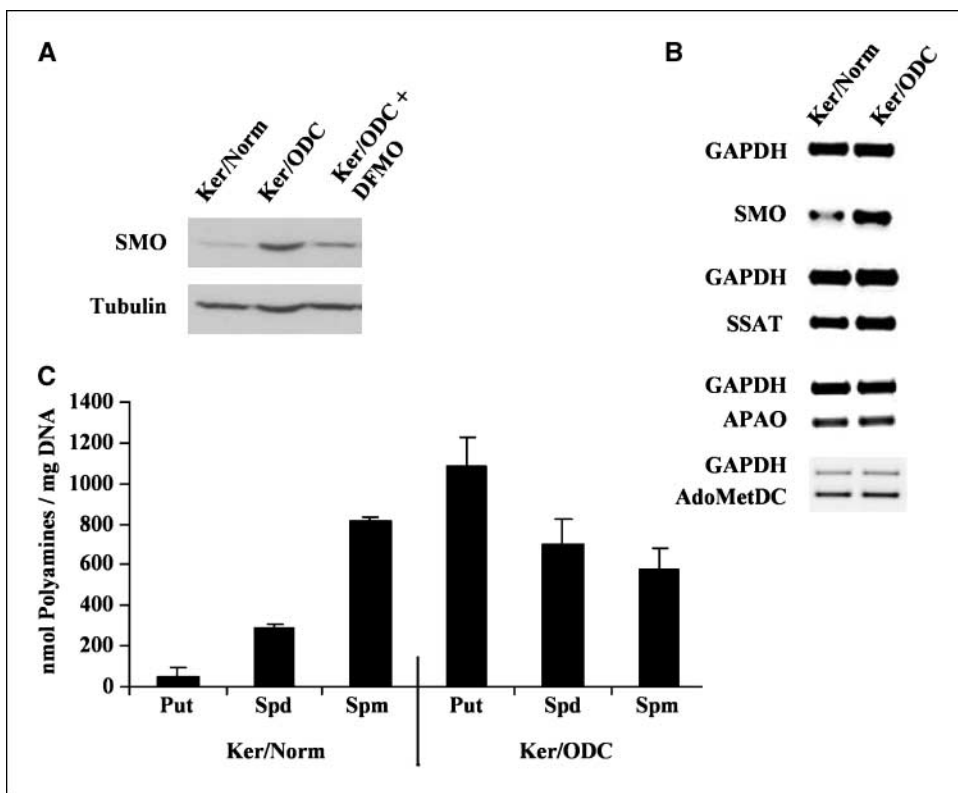 A
Ker/Norm
Ker/ODC
Ker/ODC +
DFMO
SMO
Tubulin
B
Ker/Norm
Ker/ODC
GAPDH
SMO
GAPDH
SSAT
GAPDH
APAO
GAPDH
AdoMetDC
C
nmol Polyamines / mg DNA
1400
1200
1000
800
600
400
200
0
Put Spd Spm Put Spd Spm
Ker/Norm Ker/ODC